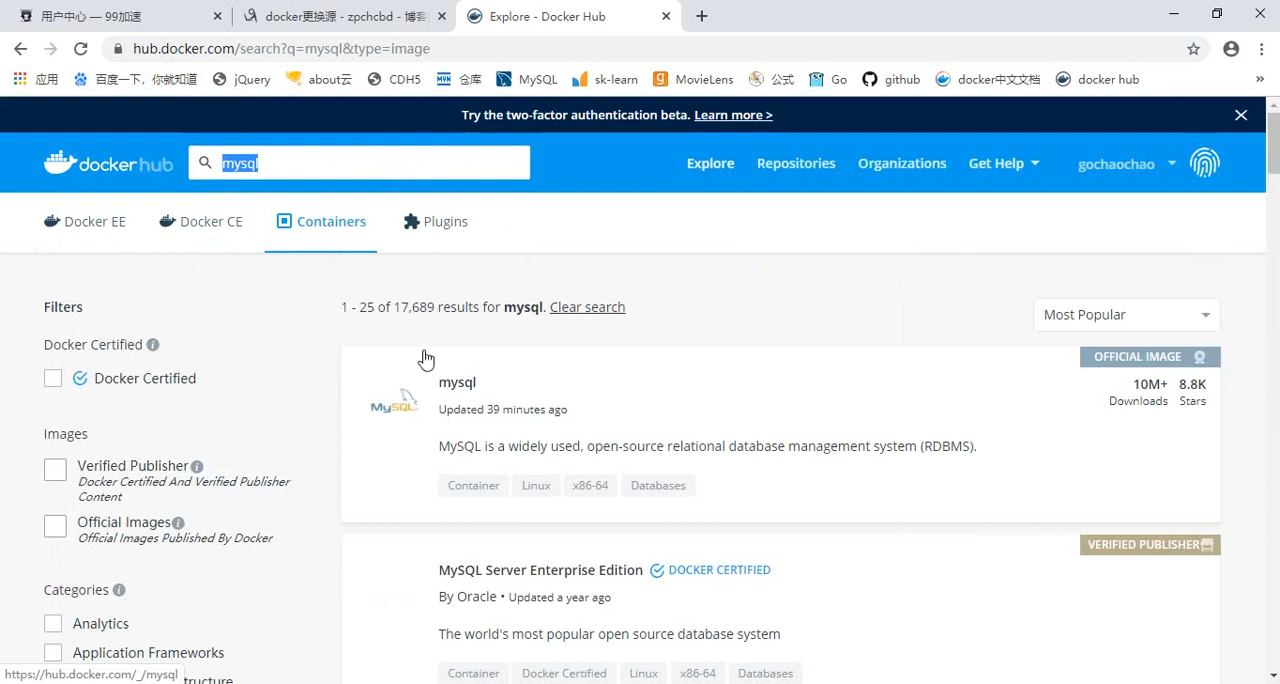 用户中心 — 99加速
docker更换源 - zpchcbd - 博客
Explore - Docker Hub
hub.docker.com/search?q=mysql&type=image
应用 百度一下，你就知道 jQuery about云 CDH5 仓库 MySQL sk-learn MovieLens 公式 Go github docker中文文档 docker hub »
Try the two-factor authentication beta. Learn more >
docker hub mysql Explore Repositories Organizations Get Help gochaochao
Docker EE Docker CE Containers Plugins
Filters
1 - 25 of 17,689 results for mysql. Clear search
Most Popular
Docker Certified
Docker Certified
Images
Verified Publisher
Docker Certified And Verified Publisher
Content
Official Images
Official Images Published By Docker
Categories
Analytics
Application Frameworks
OFFICIAL IMAGE
MySQL
mysql
Updated 39 minutes ago
10M+ 8.8K
Downloads Stars
MySQL is a widely used, open-source relational database management system (RDBMS).
Container Linux x86-64 Databases
VERIFIED PUBLISHER
MySQL Server Enterprise Edition DOCKER CERTIFIED
By Oracle • Updated a year ago
The world's most popular open source database system
Container Docker Certified Linux x86-64 Databases
https://hub.docker.com/_/mysql